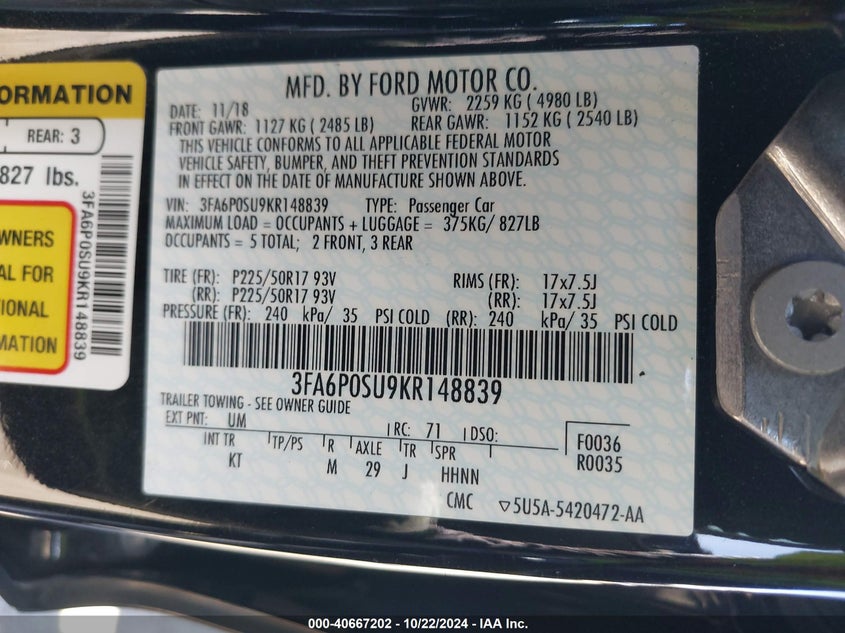 ORMATION
REAR: 3
827 lbs.
WNERS
AL FOR
TIONAL
MATION
3FA6P0SU9KR148839
MFD. BY FORD MOTOR CO.
DATE: 11/18 GVWR: 2259 KG ( 4980 LB)
FRONT GAWR: 1127 KG ( 2485 LB) REAR GAWR: 1152 KG ( 2540 LB)
THIS VEHICLE CONFORMS TO ALL APPLICABLE FEDERAL MOTOR
VEHICLE SAFETY, BUMPER, AND THEFT PREVENTION STANDARDS
IN EFFECT ON THE DATE OF MANUFACTURE SHOWN ABOVE.
VIN: 3FA6P0SU9KR148839 TYPE: Passenger Car
MAXIMUM LOAD = OCCUPANTS + LUGGAGE = 375KG/ 827LB
OCCUPANTS = 5 TOTAL; 2 FRONT, 3 REAR
TIRE (FR): P225/50R17 93V RIMS (FR): 17x7.5J
(RR): P225/50R17 93V (RR): 17x7.5J
PRESSURE (FR): 240 kPa/ 35 PSI COLD (RR): 240 kPa/ 35 PSI COLD
3FA6P0SU9KR148839
TRAILER TOWING - SEE OWNER GUIDE
EXT PNT: UM RC: 71 DSO: F0036
INT TR TP/PS R AXLE TR SPR R0035
KT M 29 J HHNN
CMC ▽5U5A-5420472-AA
000-40667202 - 10/22/2024 - IAA Inc.